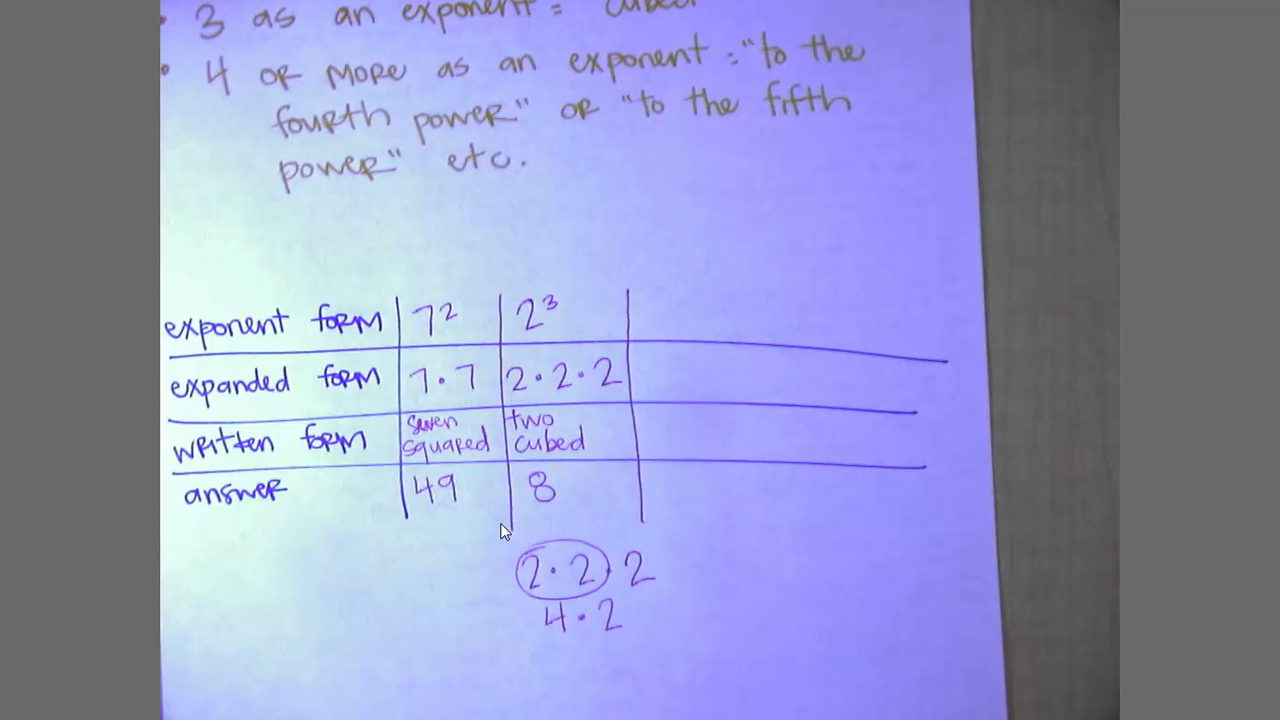 • 3 as an exponent = cubed
• 4 or more as an exponent = "to the
fourth power" or "to the fifth
power" etc.
exponent form 7² 2³
expanded form 7·7 2·2·2
written form seven squared two cubed
answer 49 8
2·2·2
4·2